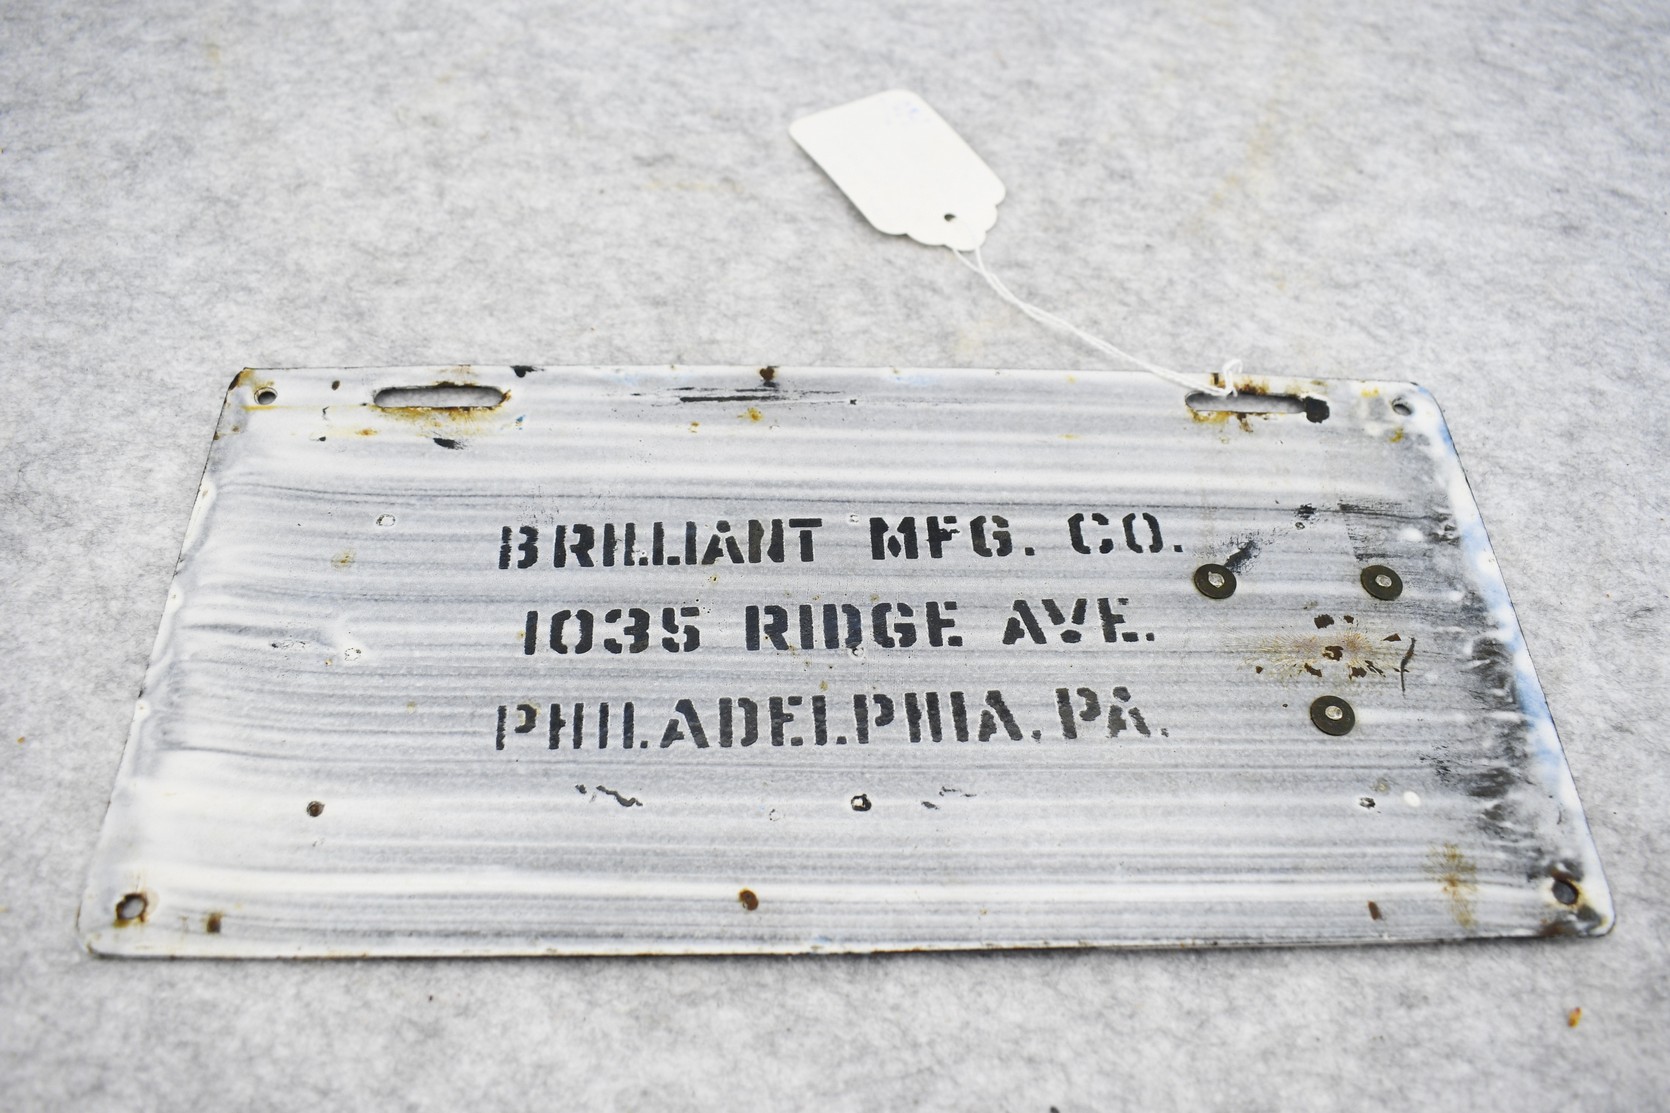 BRILLIANT MFG. CO.
1035 RIDGE AVE.
PHILADELPHIA, PA.